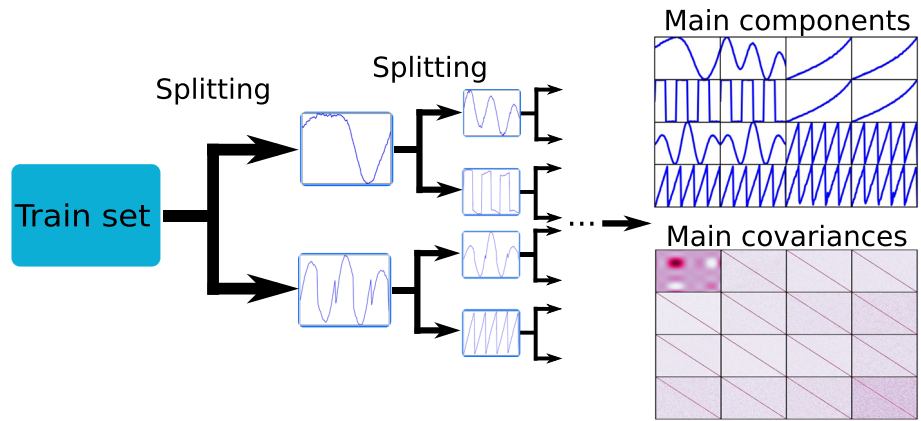 Main components
Splitting
Splitting
Train set
...
Main covariances